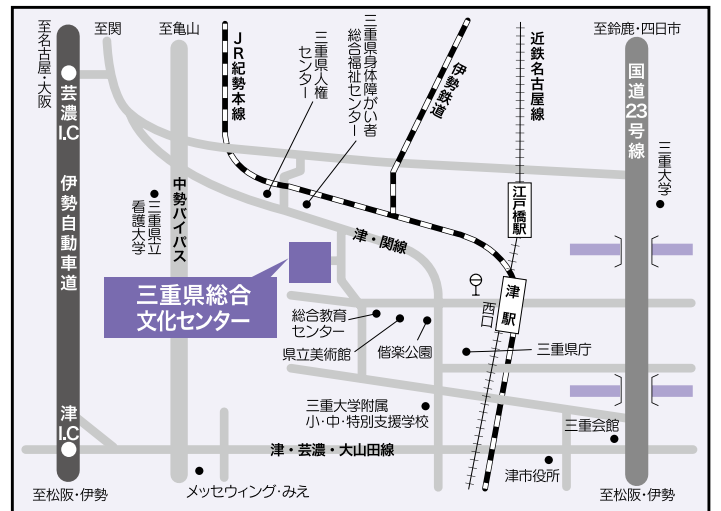 至名古屋・大阪
至関
至亀山
JR紀勢本線
三重県人権
センター
三重県身体障がい者
総合福祉センター
伊勢鉄道
近鉄名古屋線
至鈴鹿・四日市
国道23号線
芸濃
I.C
伊勢自動車道
中勢バイパス
三重県立
看護大学
三重大学
江戸橋駅
津・関線
三重県総合
文化センター
津駅
西口
総合教育
センター
県立美術館
偕楽公園
三重県庁
三重大学附属
小・中・特別支援学校
三重会館
津
I.C
津・芸濃・大山田線
津市役所
メッセウィング・みえ
至松阪・伊勢
至松阪・伊勢